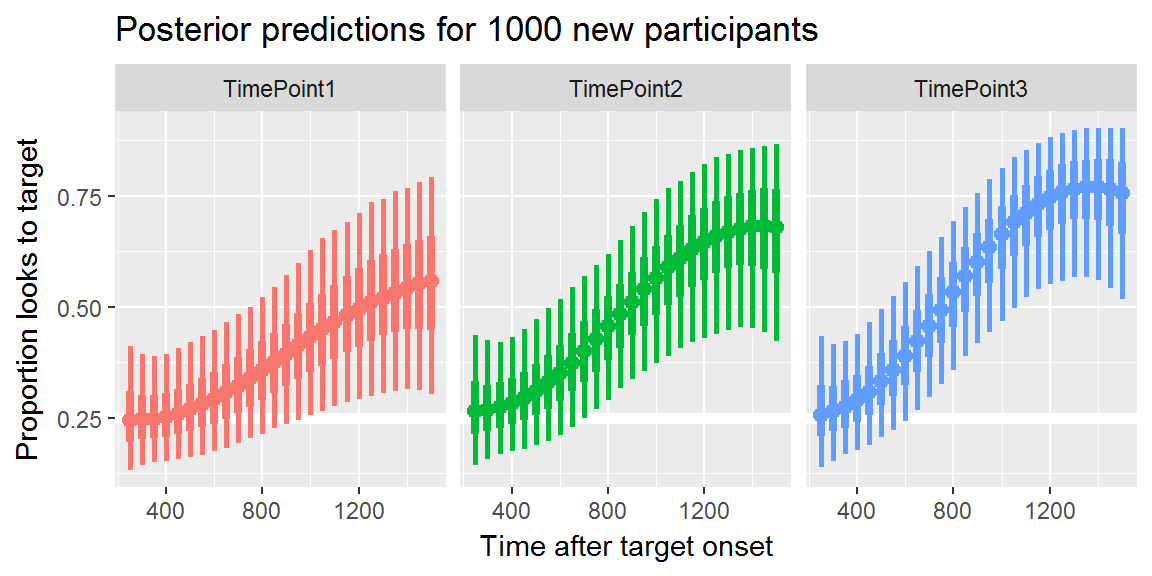 Posterior predictions for 1000 new participants
TimePoint1
TimePoint2
TimePoint3
Proportion looks to target
0.75
0.50
0.25
400
800
1200
400
800
1200
400
800
1200
Time after target onset